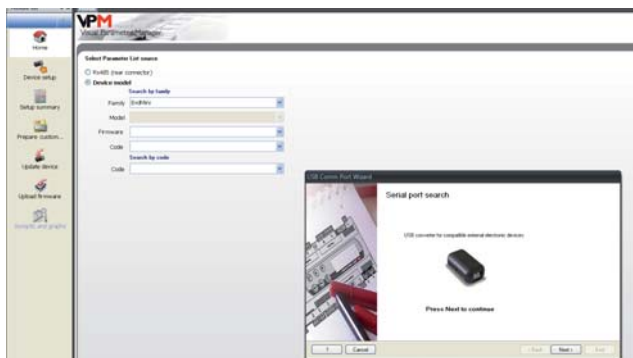 VPM
Visual Parameter Manager
Home
Device setup
Setup summary
Prepare custom...
Update device
Upload firmware
Select Parameter List source
Rs485 (rear connector)
Device model
Search by family
Family
Model
Firmware
Code
Search by code
Code
USB Comm Port Wizard
Serial port search
USB converter for compatible external electronic devices
Press Next to continue
?
Cancel
< Back
Next >